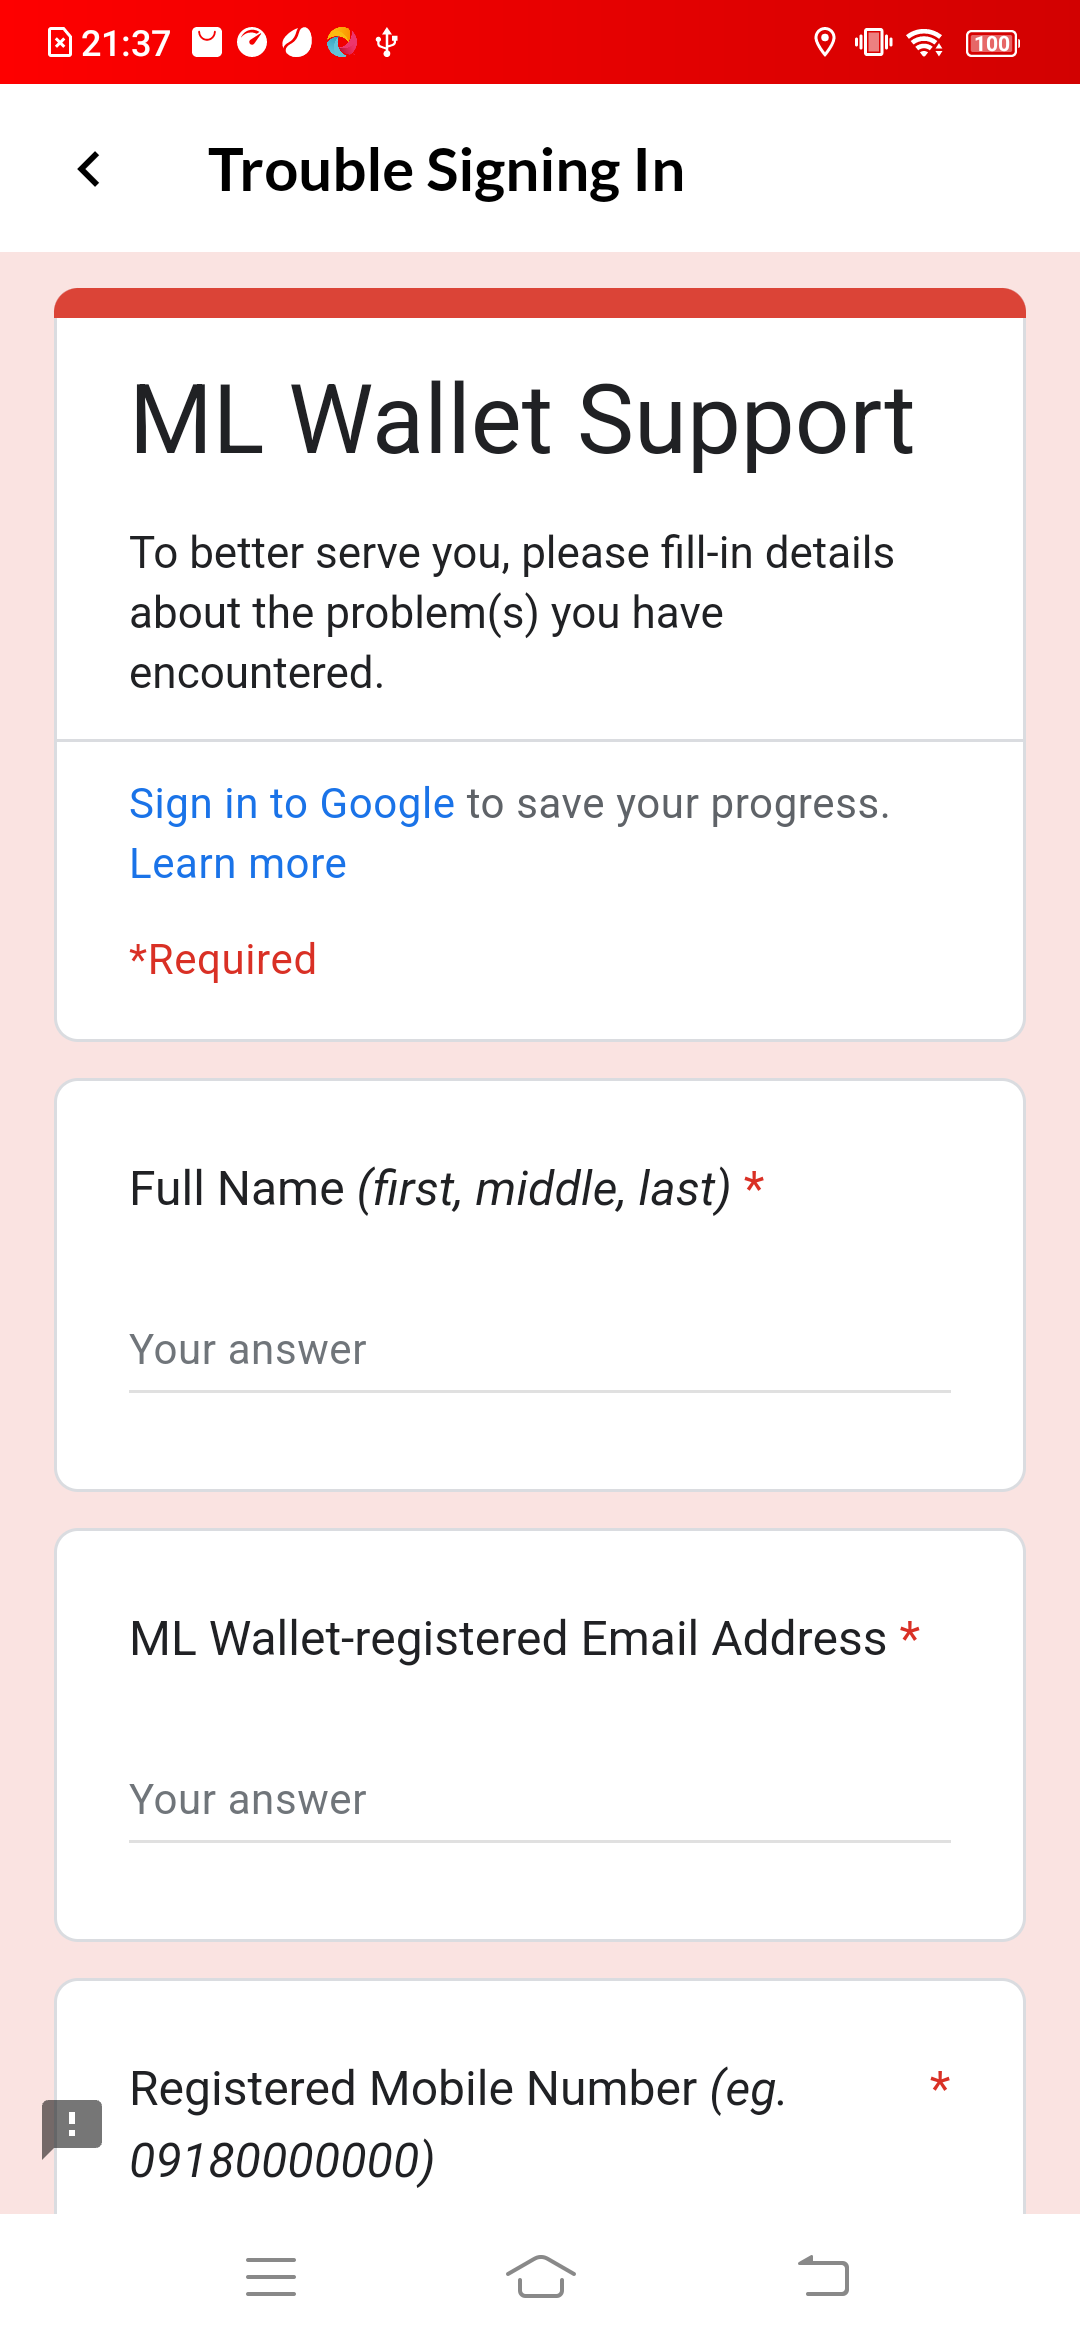 21:37
100
Trouble Signing In
ML Wallet Support
To better serve you, please fill-in details
about the problem(s) you have
encountered.
Sign in to Google to save your progress.
Learn more
*Required
Full Name (first, middle, last) *
Your answer
ML Wallet-registered Email Address *
Your answer
Registered Mobile Number (eg. *
09180000000)